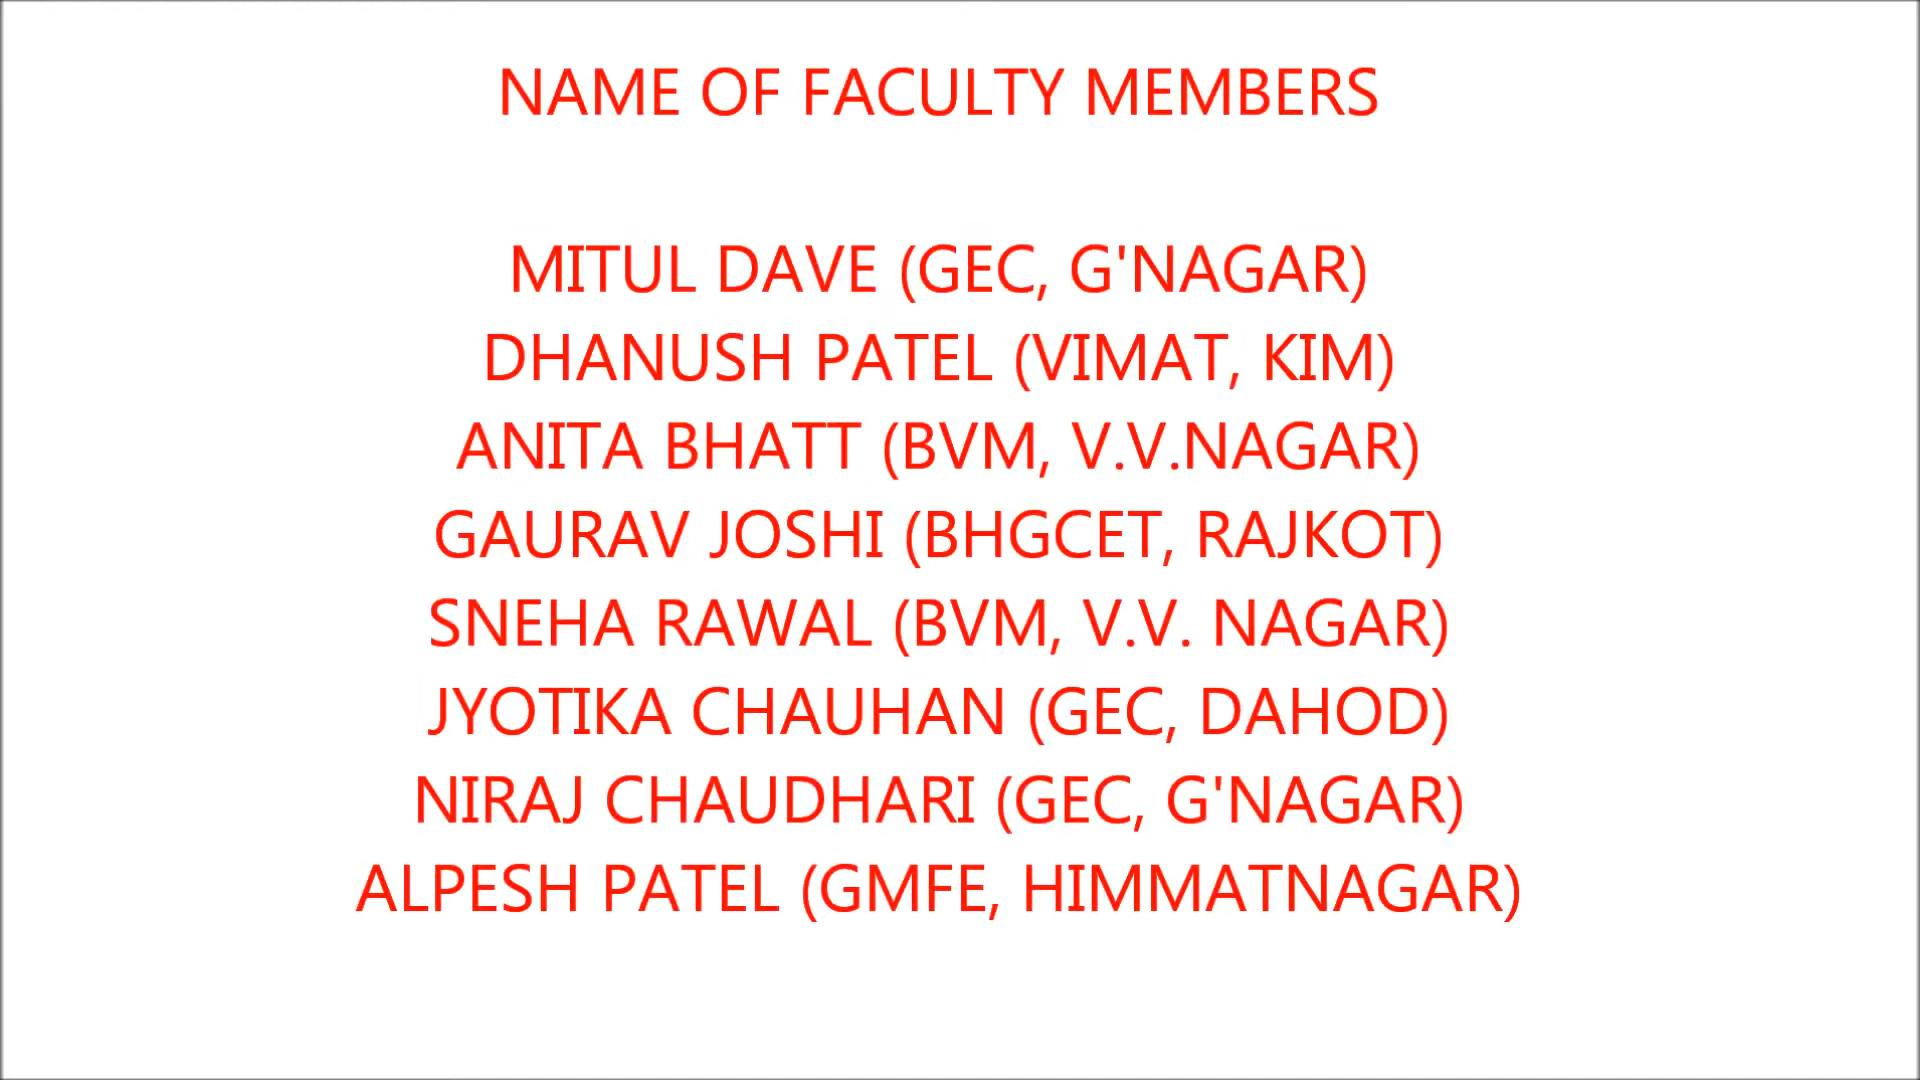 NAME OF FACULTY MEMBERS
MITUL DAVE (GEC, G'NAGAR)
DHANUSH PATEL (VIMAT, KIM)
ANITA BHATT (BVM, V.V.NAGAR)
GAURAV JOSHI (BHGCET, RAJKOT)
SNEHA RAWAL (BVM, V.V. NAGAR)
JYOTIKA CHAUHAN (GEC, DAHOD)
NIRAJ CHAUDHARI (GEC, G'NAGAR)
ALPESH PATEL (GMFE, HIMMATNAGAR)